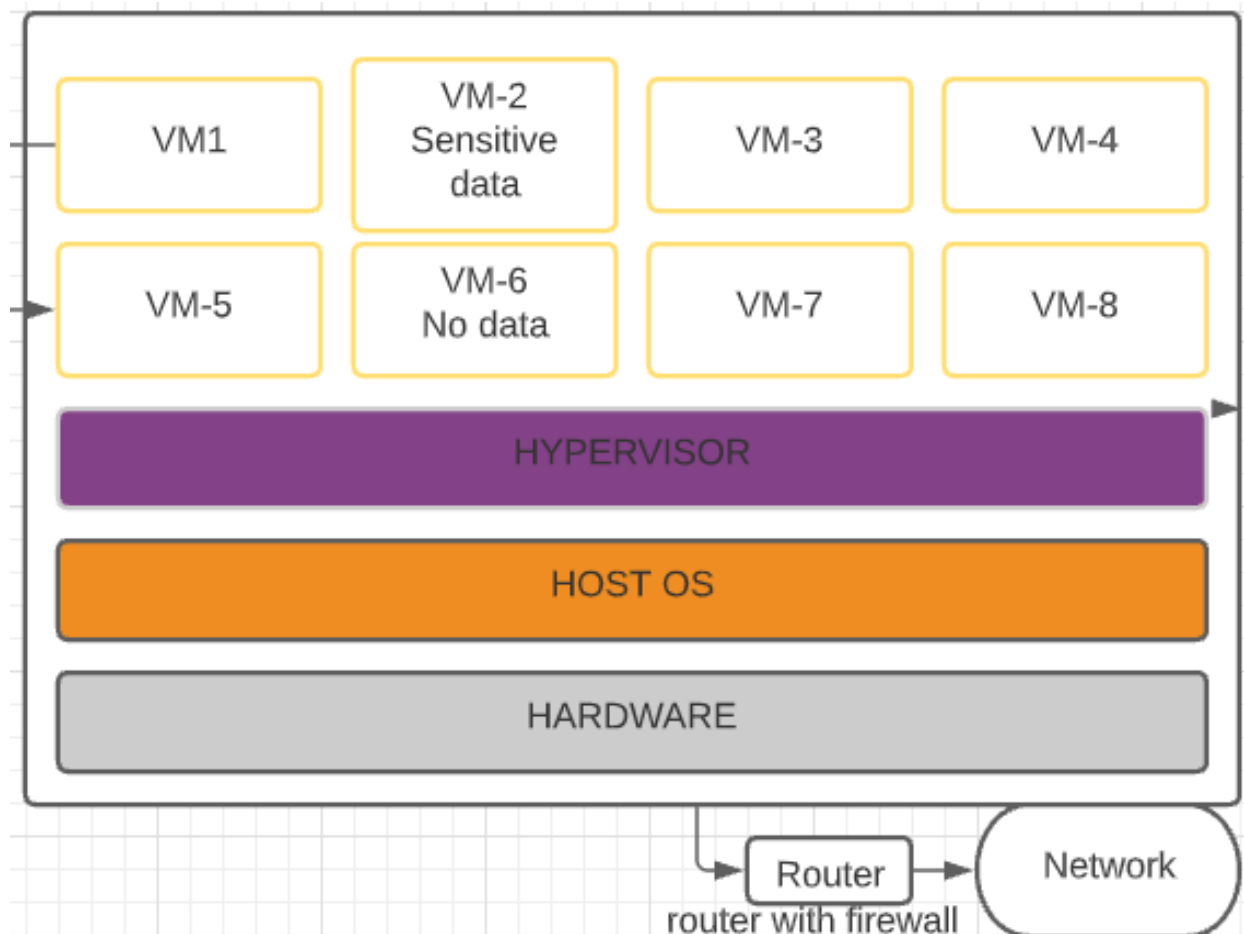 VM1
VM-2
Sensitive
data
VM-3
VM-4
VM-5
VM-6
No data
VM-7
VM-8
HYPERVISOR
HOST OS
HARDWARE
Router
Network
router with firewall